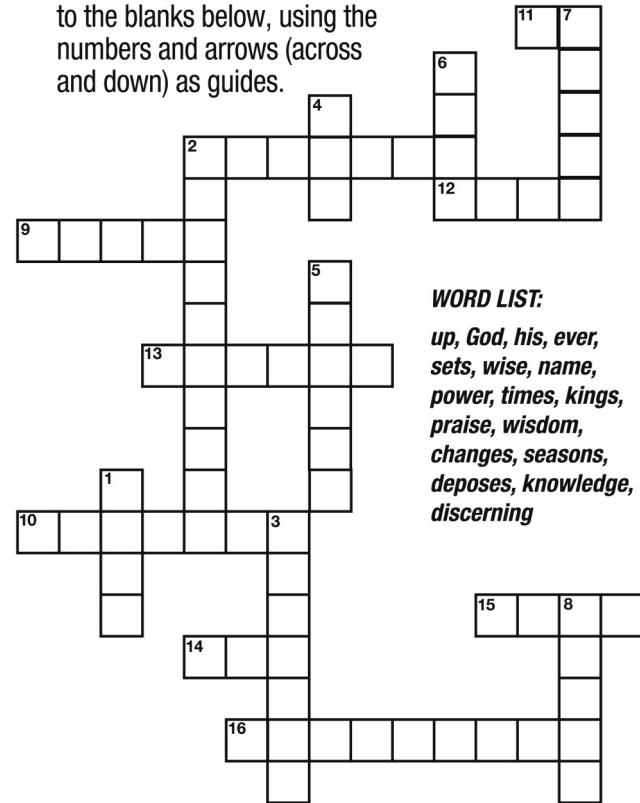 to the blanks below, using the
numbers and arrows (across
and down) as guides.
11 7
6
4
2
12
9
5
WORD LIST:
up, God, his, ever,
13
sets, wise, name,
power, times, kings,
praise, wisdom,
changes, seasons,
deposes, knowledge,
discerning
1
10 3
15 8
14
16